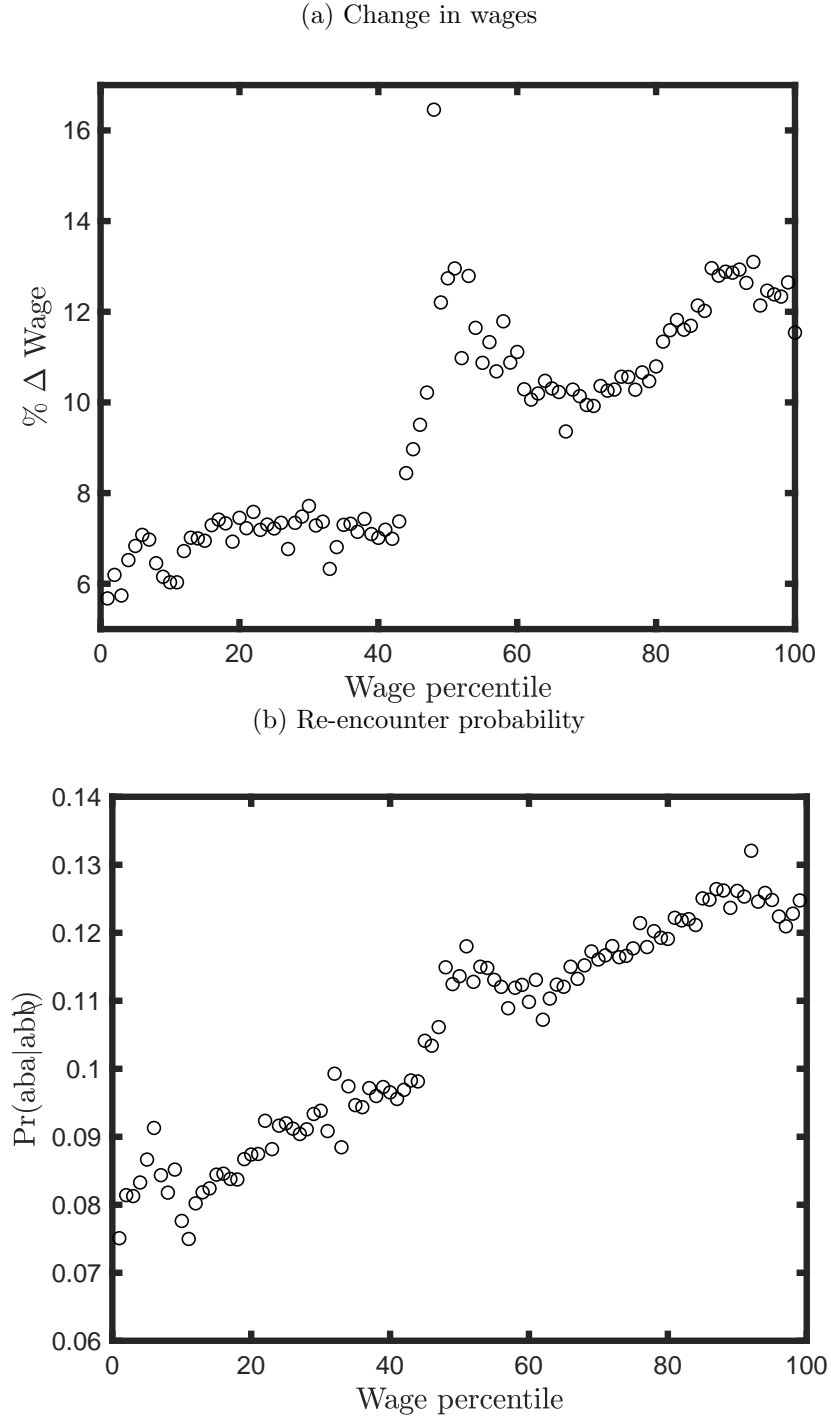 (a) Change in wages
16
14
12
10
8
6
% Δ Wage
0 20 40 60 80 100
Wage percentile
(b) Re-encounter probability
0.14
0.13
0.12
0.11
0.1
0.09
0.08
0.07
0.06
Pr(aba|abb̸)
0 20 40 60 80 100
Wage percentile